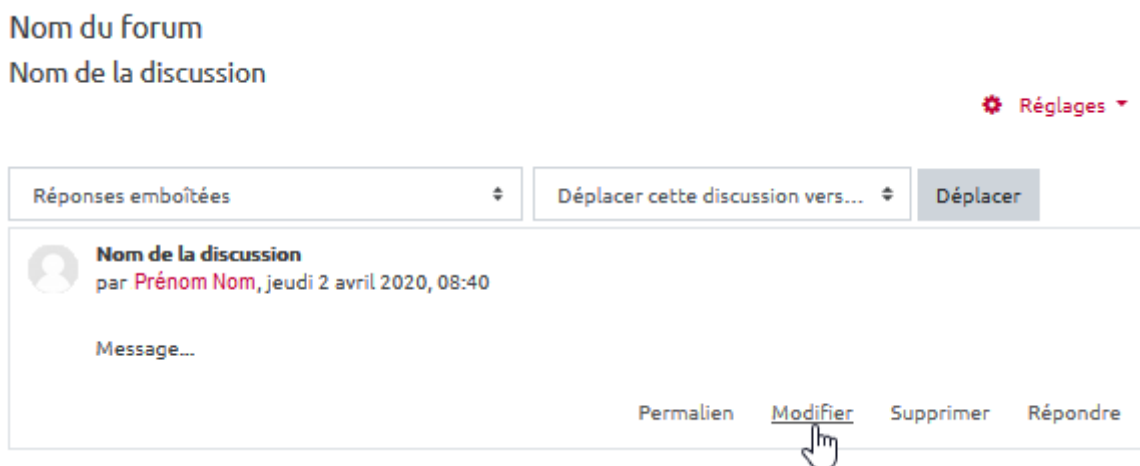 Nom du forum
Nom de la discussion
Réglages
Réponses emboîtées
Déplacer cette discussion vers...
Déplacer
Nom de la discussion
par Prénom Nom, jeudi 2 avril 2020, 08:40
Message...
Permalien Modifier Supprimer Répondre